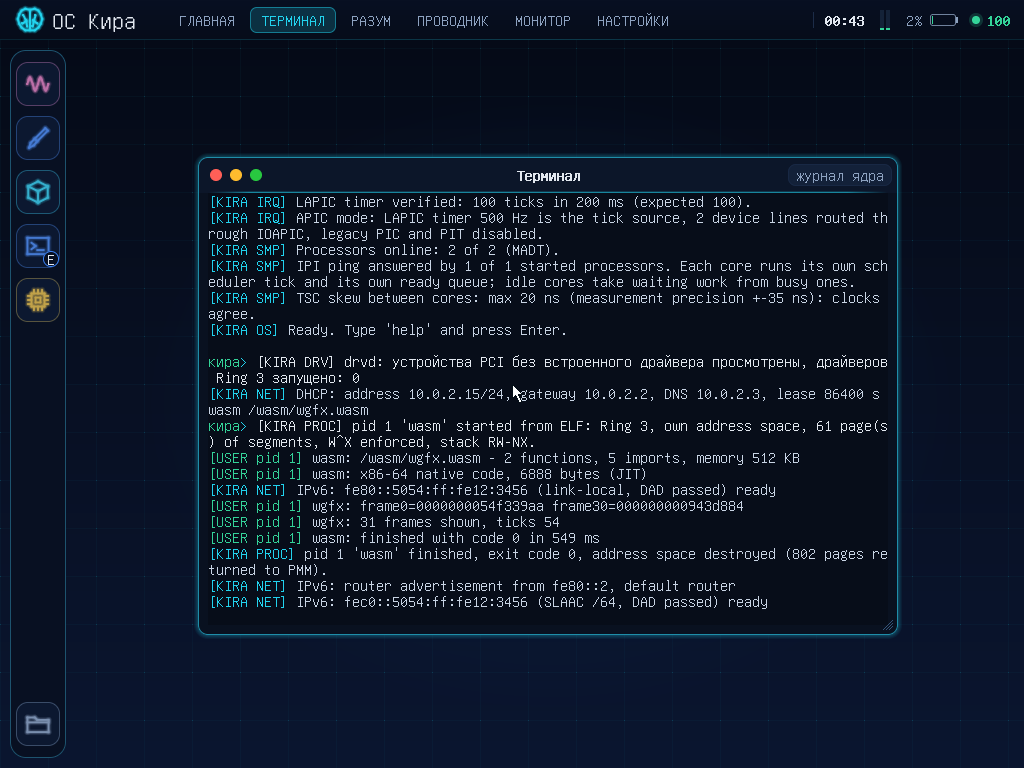 ОС Кира
ГЛАВНАЯ ТЕРМИНАЛ РАЗУМ ПРОВОДНИК МОНИТОР НАСТРОЙКИ
00:43 2% 100
Терминал
журнал ядра
[KIRA IRQ] LAPIC timer verified: 100 ticks in 200 ms (expected 100).
[KIRA IRQ] APIC mode: LAPIC timer 500 Hz is the tick source, 2 device lines routed th
rough IOAPIC, legacy PIC and PIT disabled.
[KIRA SMP] Processors online: 2 of 2 (MADT).
[KIRA SMP] IPI ping answered by 1 of 1 started processors. Each core runs its own sch
eduler tick and its own ready queue; idle cores take waiting work from busy ones.
[KIRA SMP] TSC skew between cores: max 20 ns (measurement precision +-35 ns): clocks
agree.
[KIRA OS] Ready. Type 'help' and press Enter.
кира> [KIRA DRV] drvd: устройства PCI без встроенного драйвера просмотрены, драйверов
Ring 3 запущено: 0
[KIRA NET] DHCP: address 10.0.2.15/24, gateway 10.0.2.2, DNS 10.0.2.3, lease 86400 s
wasm /wasm/wgfx.wasm
кира> [KIRA PROC] pid 1 'wasm' started from ELF: Ring 3, own address space, 61 page(s
) of segments, W^X enforced, stack RW-NX.
[USER pid 1] wasm: /wasm/wgfx.wasm - 2 functions, 5 imports, memory 512 KB
[USER pid 1] wasm: x86-64 native code, 6888 bytes (JIT)
[KIRA NET] IPv6: fe80::5054:ff:fe12:3456 (link-local, DAD passed) ready
[USER pid 1] wgfx: frame0=0000000054f339aa frame30=000000000943d884
[USER pid 1] wgfx: 31 frames shown, ticks 54
[USER pid 1] wasm: finished with code 0 in 549 ms
[KIRA PROC] pid 1 'wasm' finished, exit code 0, address space destroyed (802 pages re
turned to PMM).
[KIRA NET] IPv6: router advertisement from fe80::2, default router
[KIRA NET] IPv6: fec0::5054:ff:fe12:3456 (SLAAC /64, DAD passed) ready
E